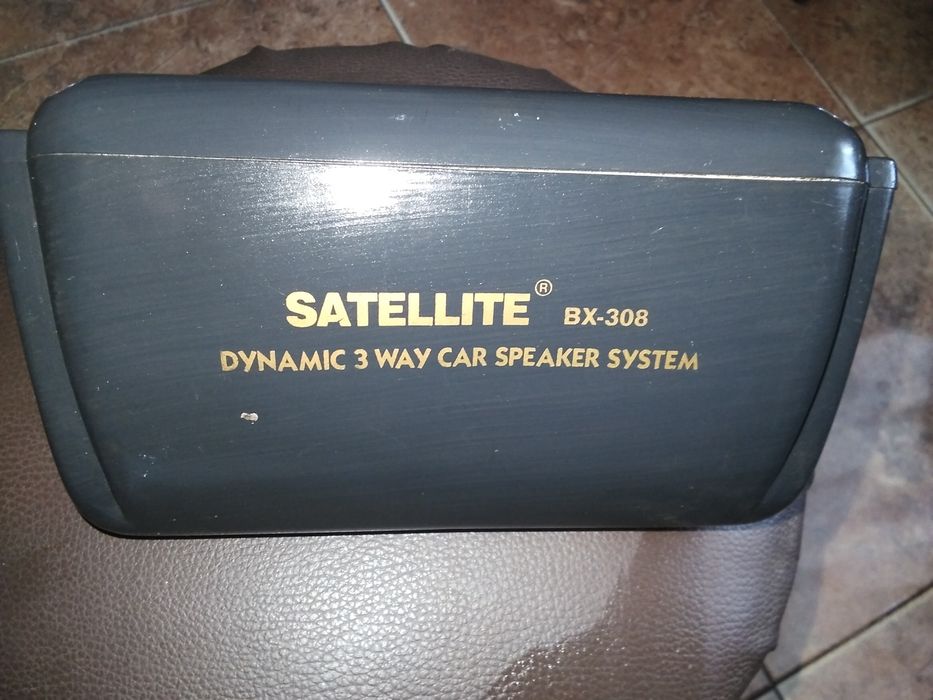 SATELLITE® BX-308
DYNAMIC 3 WAY CAR SPEAKER SYSTEM